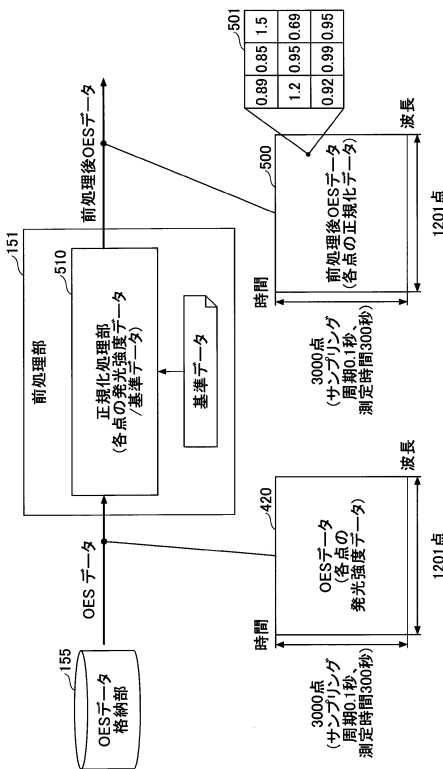 155
OESデータ
格納部
OES データ
151
前処理部
510
正規化処理部
(各点の発光強度データ
/基準データ)
基準データ
前処理後OESデータ
420
時間
OESデータ
(各点の
発光強度データ)
3000点
(サンプリング
周期0.1秒、
測定時間300秒)
波長
1201点
500
時間
前処理後OESデータ
(各点の正規化データ)
3000点
(サンプリング
周期0.1秒、
測定時間300秒)
波長
1201点
501
0.89 0.85 1.5
1.2 0.95 0.69
0.92 0.99 0.95